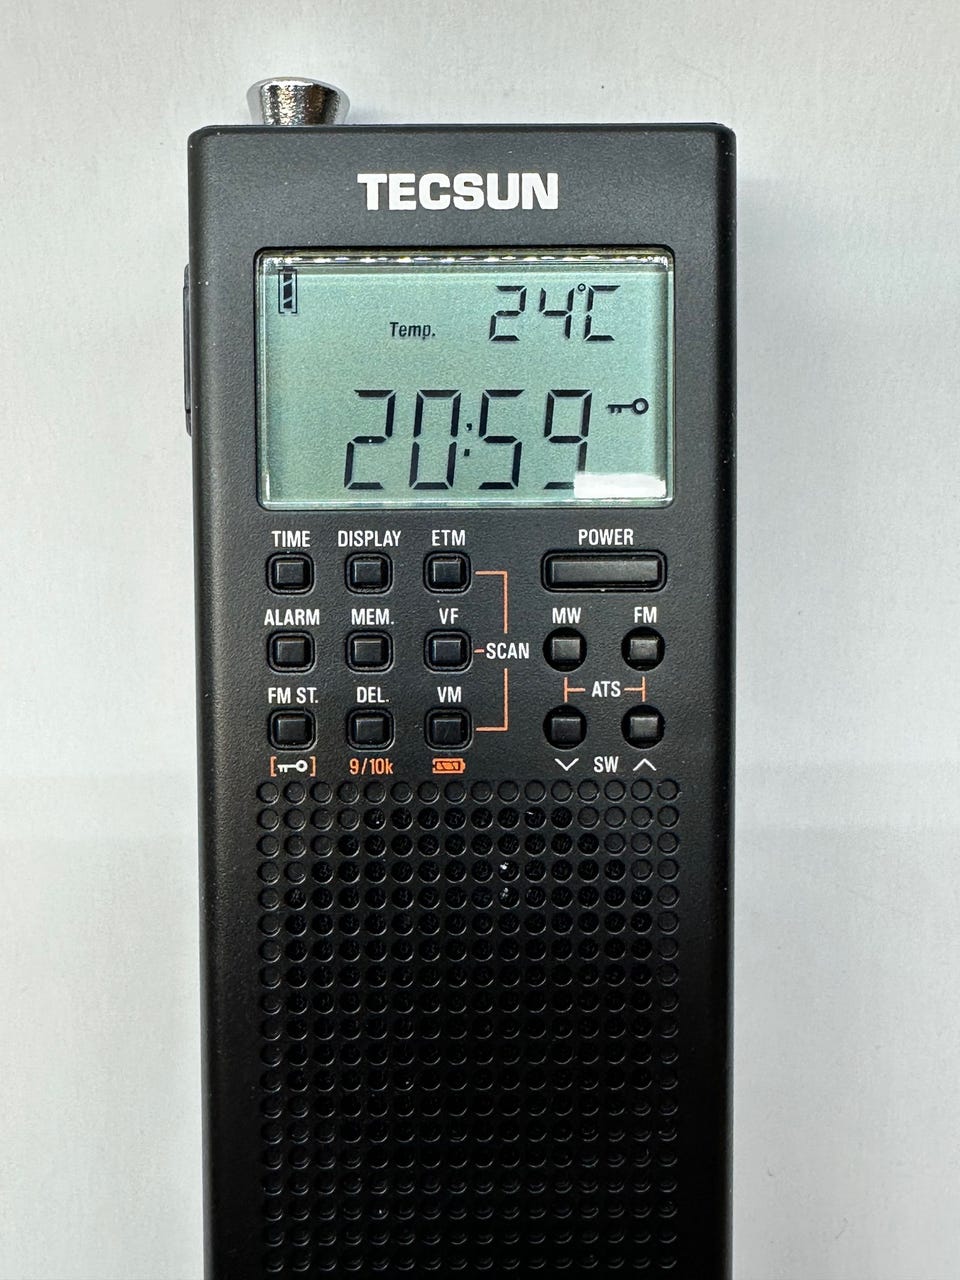 TECSUN
24°C
Temp.
20:59
TIME DISPLAY ETM POWER
ALARM MEM. VF MW FM
SCAN
FM ST. DEL. VM ATS
[ ] 9/10k SW